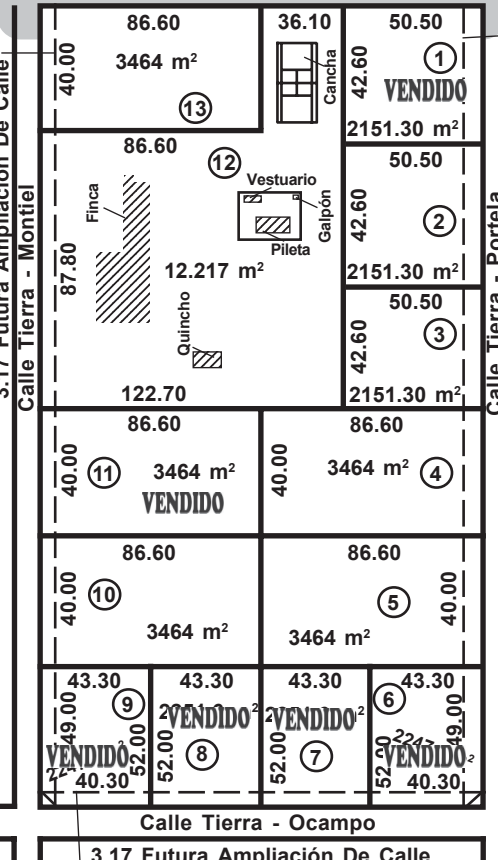 86.60
36.10
50.50
40.00
3464 m²
13
Cancha
42.60
1
VENDIDO
2151.30 m²
3.17 Futura Ampliación De Calle
Calle Tierra - Montiel
86.60
12
Vestuario
Galpón
Pileta
Finca
87.80
12.217 m²
Quincho
122.70
50.50
42.60
2
2151.30 m²
Calle Tierra - Portela
50.50
42.60
3
2151.30 m²
86.60
40.00
11
3464 m²
VENDIDO
86.60
40.00
3464 m²
4
86.60
40.00
10
3464 m²
86.60
40.00
5
3464 m²
43.30
49.00
9
VENDIDO
52.00
40.30
43.30
VENDIDO
52.00
8
43.30
VENDIDO
52.00
7
43.30
6
49.00
52.00
VENDIDO
40.30
Calle Tierra - Ocampo
3.17 Futura Ampliación De Calle